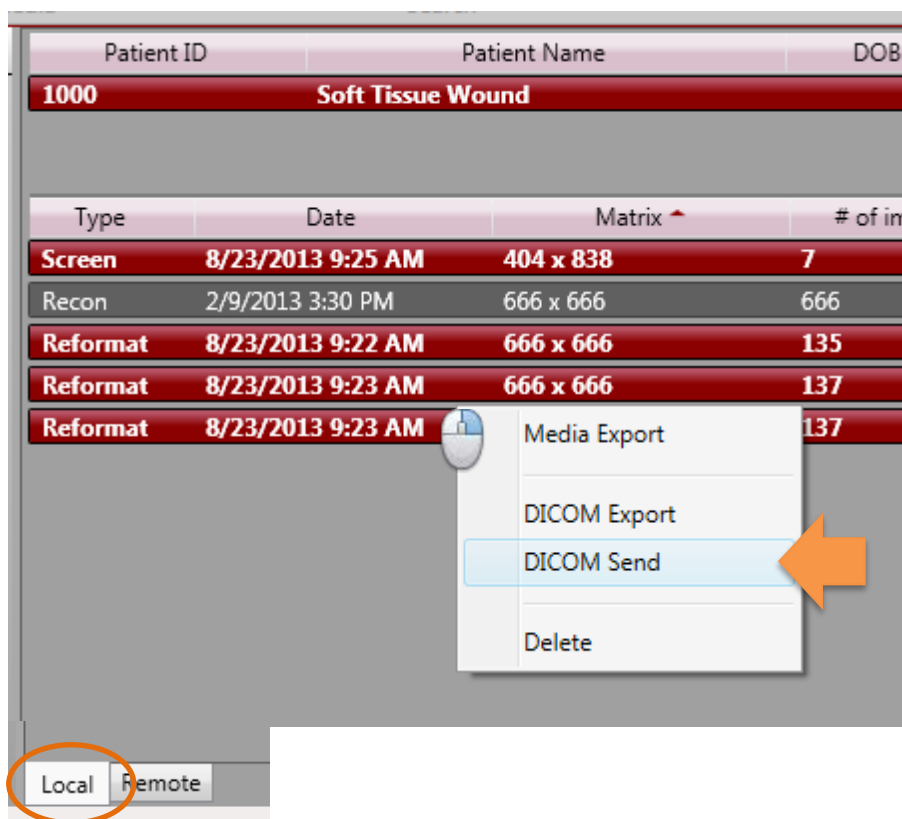 Patient ID Patient Name DOB
1000 Soft Tissue Wound
Type Date Matrix # of im
Screen 8/23/2013 9:25 AM 404 x 838 7
Recon 2/9/2013 3:30 PM 666 x 666 666
Reformat 8/23/2013 9:22 AM 666 x 666 135
Reformat 8/23/2013 9:23 AM 666 x 666 137
Reformat 8/23/2013 9:23 AM 137
Media Export
DICOM Export
DICOM Send
Delete
Local Remote